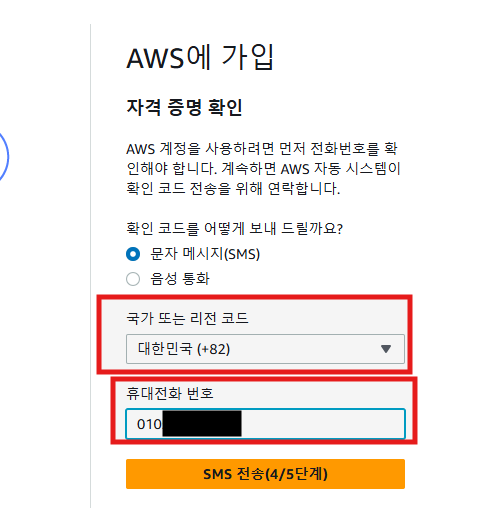 AWS에 가입
자격 증명 확인
AWS 계정을 사용하려면 먼저 전화번호를 확
인해야 합니다. 계속하면 AWS 자동 시스템이
확인 코드 전송을 위해 연락합니다.
확인 코드를 어떻게 보내 드릴까요?
문자 메시지(SMS)
음성 통화
국가 또는 리전 코드
대한민국 (+82)
휴대전화 번호
010
SMS 전송(4/5단계)